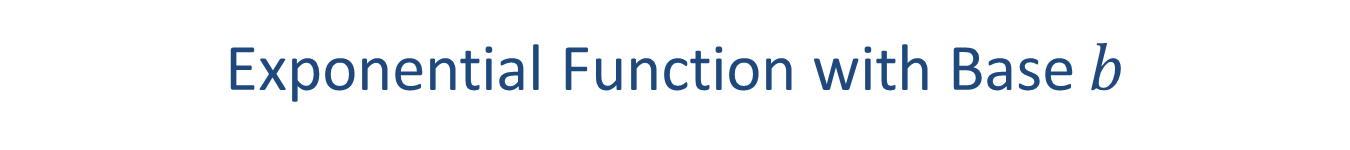 Exponential Function with Base 𝑏